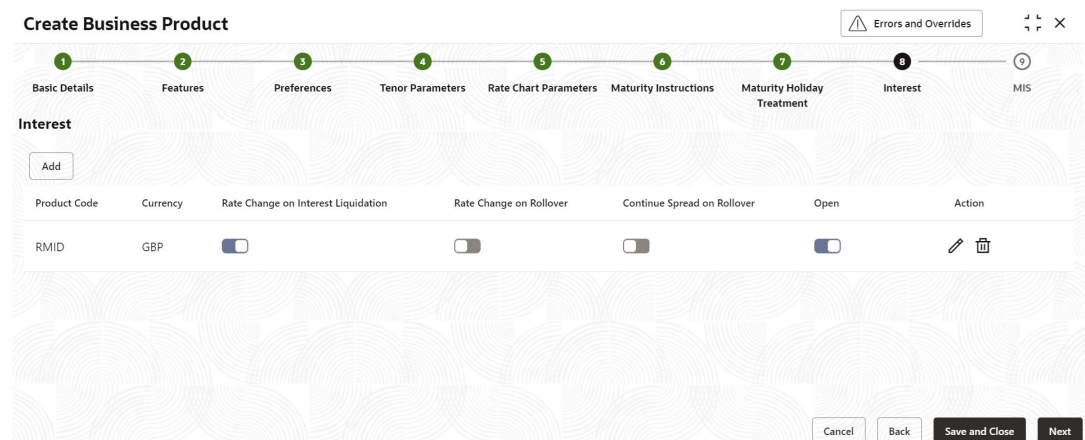 Create Business Product
Errors and Overrides
1 2 3 4 5 6 7 8 9
Basic Details Features Preferences Tenor Parameters Rate Chart Parameters Maturity Instructions Maturity Holiday Interest MIS
Treatment
Interest
Add
Product Code Currency Rate Change on Interest Liquidation Rate Change on Rollover Continue Spread on Rollover Open Action
RMID GBP
Cancel Back Save and Close Next